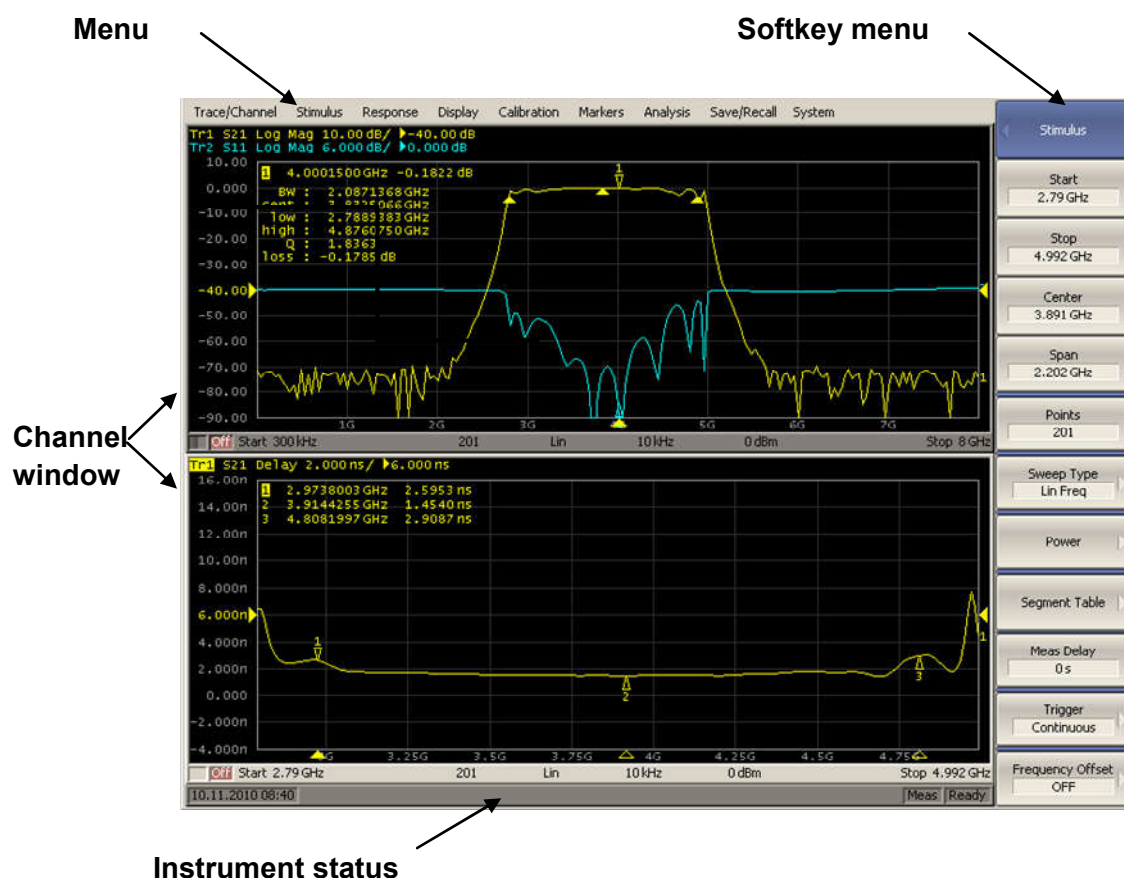 Menu
Softkey menu
Trace/Channel Stimulus Response Display Calibration Markers Analysis Save/Recall System
Tr1 S21 Log Mag 10.00 dB/ ▶-40.00 dB
Tr2 S11 Log Mag 6.000 dB/ ▶0.000 dB
10.00
0.000
-10.00
-20.00
-30.00
-40.00
-50.00
-60.00
-70.00
-80.00
-90.00
1 4.0001500 GHz -0.1822 dB
BW : 2.0871368 GHz
cent : 3.8325066 GHz
low : 2.7889383 GHz
high : 4.8760750 GHz
Q : 1.8363
loss : -0.1785 dB
1
1
1G 2G 3G 5G 6G 7G
Off Start 300 kHz 201 Lin 10 kHz 0 dBm Stop 8 GHz
Tr1 S21 Delay 2.000 ns/ ▶6.000 ns
16.00n
14.00n
12.00n
10.00n
8.000n
6.000n
4.000n
2.000n
0.000
-2.000n
-4.000n
1 2.9738003 GHz 2.5953 ns
2 3.9144255 GHz 1.4540 ns
3 4.8081997 GHz 2.9087 ns
1
2
3
1
3.25G 3.5G 3.75G 4G 4.25G 4.5G 4.75G
Off Start 2.79 GHz 201 Lin 10 kHz 0 dBm Stop 4.992 GHz
10.11.2010 08:40 Meas Ready
Stimulus
Start
2.79 GHz
Stop
4.992 GHz
Center
3.891 GHz
Span
2.202 GHz
Points
201
Sweep Type
Lin Freq
Power
Segment Table
Meas Delay
0 s
Trigger
Continuous
Frequency Offset
OFF
Channel
window
Instrument status